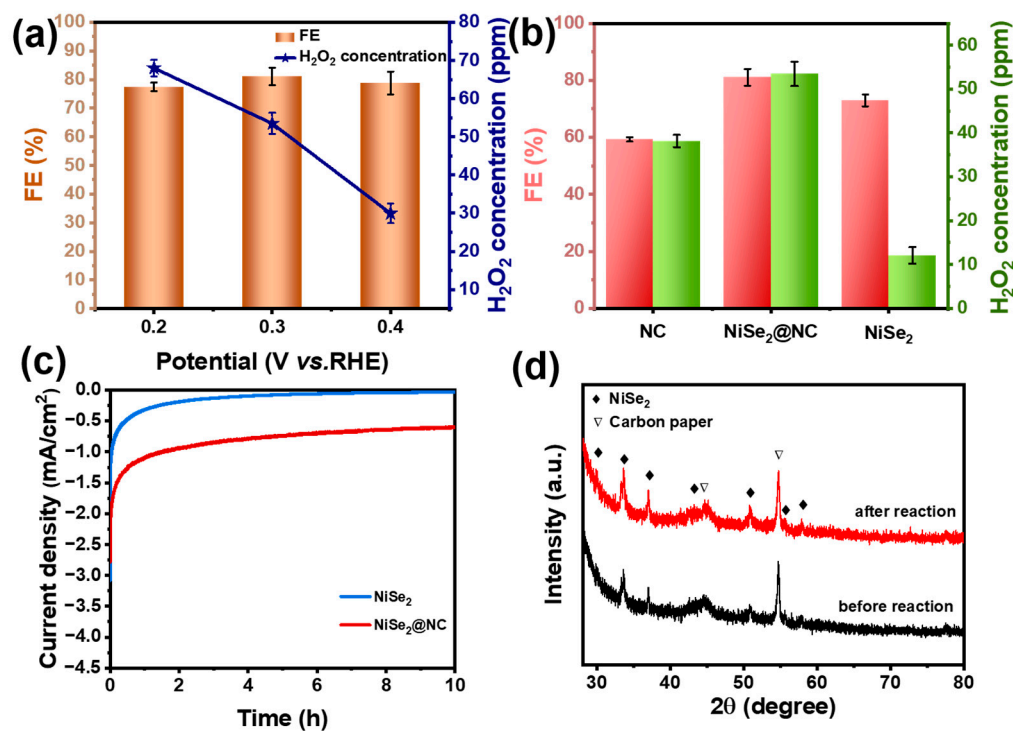 (a)
FE
H₂O₂ concentration
FE (%)
100
90
80
70
60
50
40
30
20
10
0
80
70
60
50
40
30
20
10
H₂O₂ concentration (ppm)
0.2 0.3 0.4
Potential (V vs.RHE)
(b)
FE (%)
100
80
60
40
20
0
60
50
40
30
20
10
0
H₂O₂ concentration (ppm)
NC NiSe₂@NC NiSe₂
(c)
Current density (mA/cm²)
0.0
−0.5
−1.0
−1.5
−2.0
−2.5
−3.0
−3.5
−4.0
−4.5
NiSe₂
NiSe₂@NC
0 2 4 6 8 10
Time (h)
(d)
NiSe₂
Carbon paper
Intensity (a.u.)
after reaction
before reaction
30 40 50 60 70 80
2θ (degree)